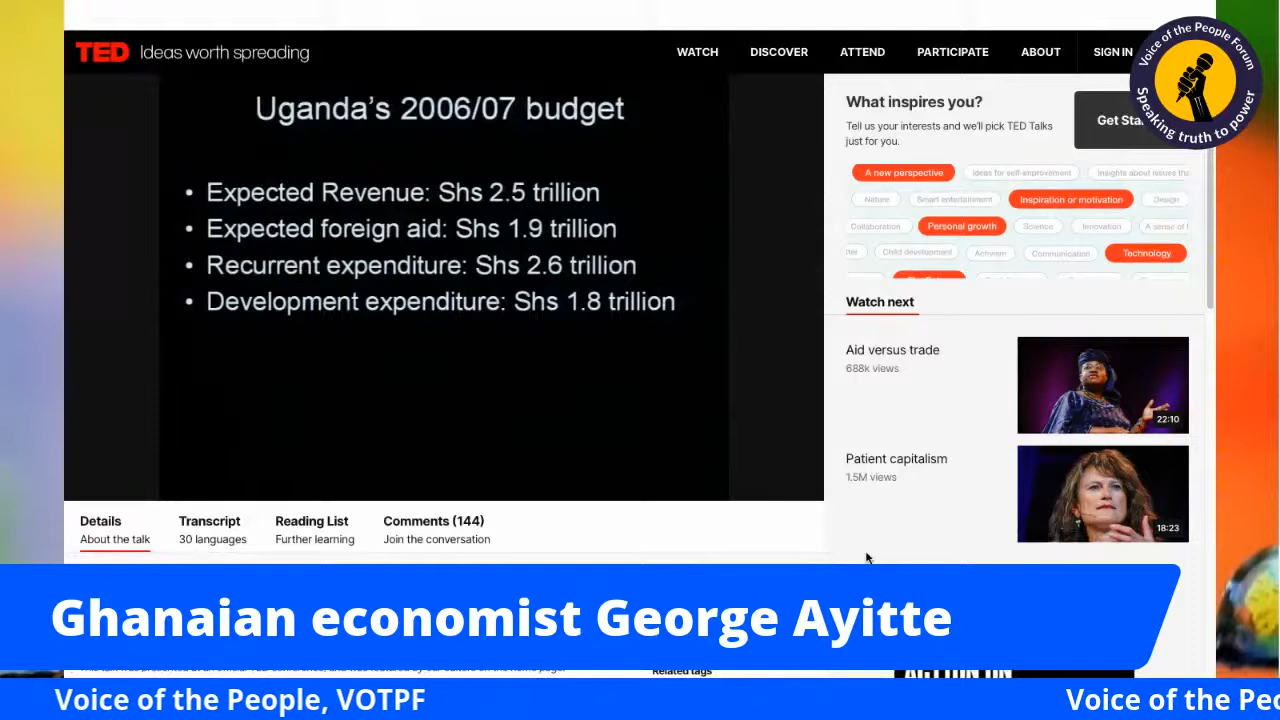 TED Ideas worth spreading
WATCH DISCOVER ATTEND PARTICIPATE ABOUT SIGN IN
Voice of the People Forum
Speaking truth to power
Uganda's 2006/07 budget
• Expected Revenue: Shs 2.5 trillion
• Expected foreign aid: Shs 1.9 trillion
• Recurrent expenditure: Shs 2.6 trillion
• Development expenditure: Shs 1.8 trillion
What inspires you?
Tell us your interests and we'll pick TED Talks
just for you.
Get Sta
A new perspective Ideas for self-improvement Insights about issues tha
Nature Smart entertainment Inspiration or motivation Design
Collaboration Personal growth Science Innovation A sense of
Child development Activism Communication Technology
Watch next
Aid versus trade
688k views
22:10
Patient capitalism
1.5M views
18:23
Details Transcript Reading List Comments (144)
About the talk 30 languages Further learning Join the conversation
Ghanaian economist George Ayitte
Related tags
Voice of the People, VOTPF Voice of the Peo